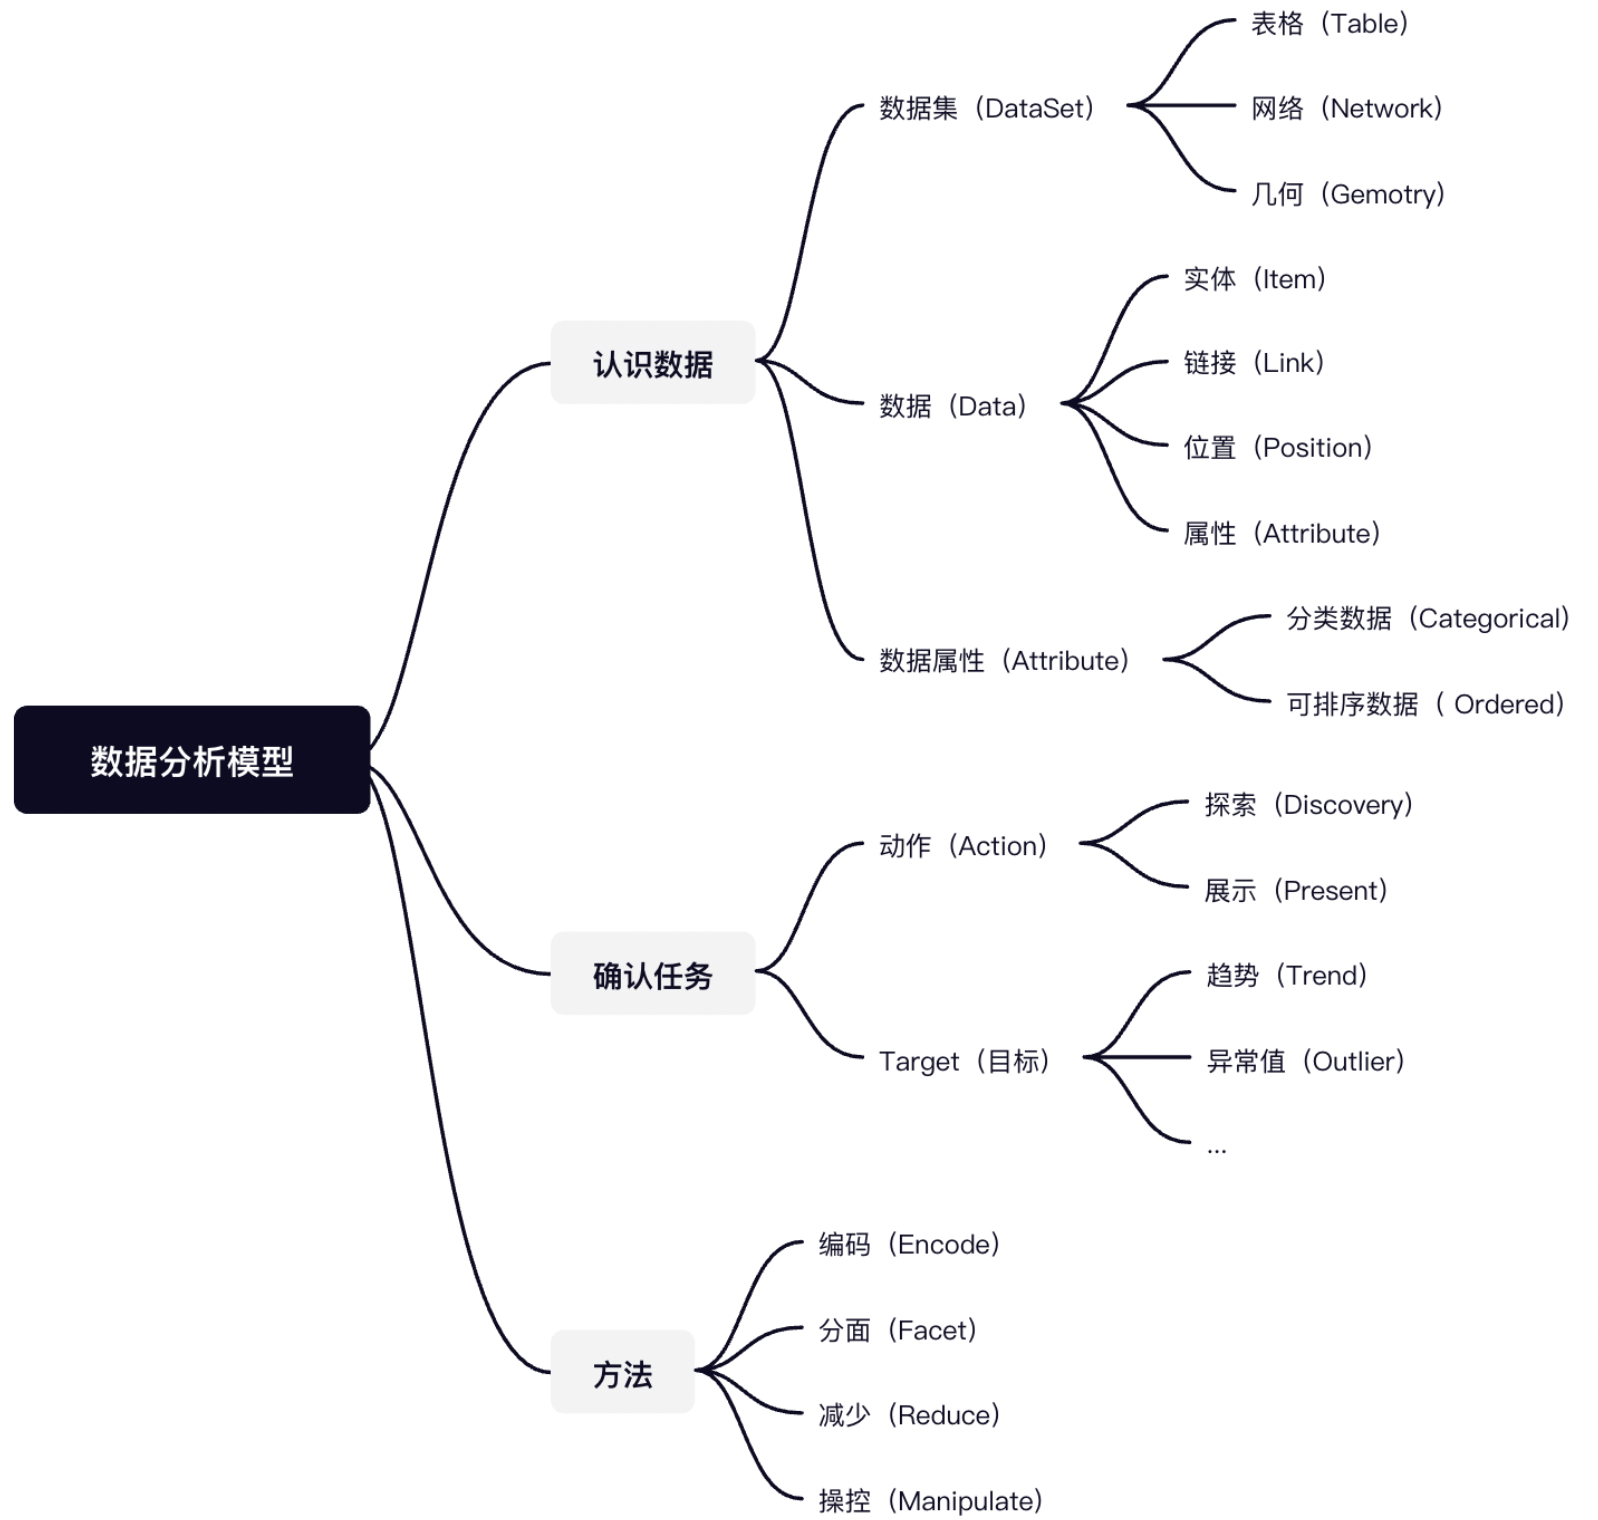 数据分析模型
认识数据
数据集（DataSet）
表格（Table）
网络（Network）
几何（Gemotry）
数据（Data）
实体（Item）
链接（Link）
位置（Position）
属性（Attribute）
数据属性（Attribute）
分类数据（Categorical）
可排序数据（ Ordered）
确认任务
动作（Action）
探索（Discovery）
展示（Present）
Target（目标）
趋势（Trend）
异常值（Outlier）
...
方法
编码（Encode）
分面（Facet）
减少（Reduce）
操控（Manipulate）